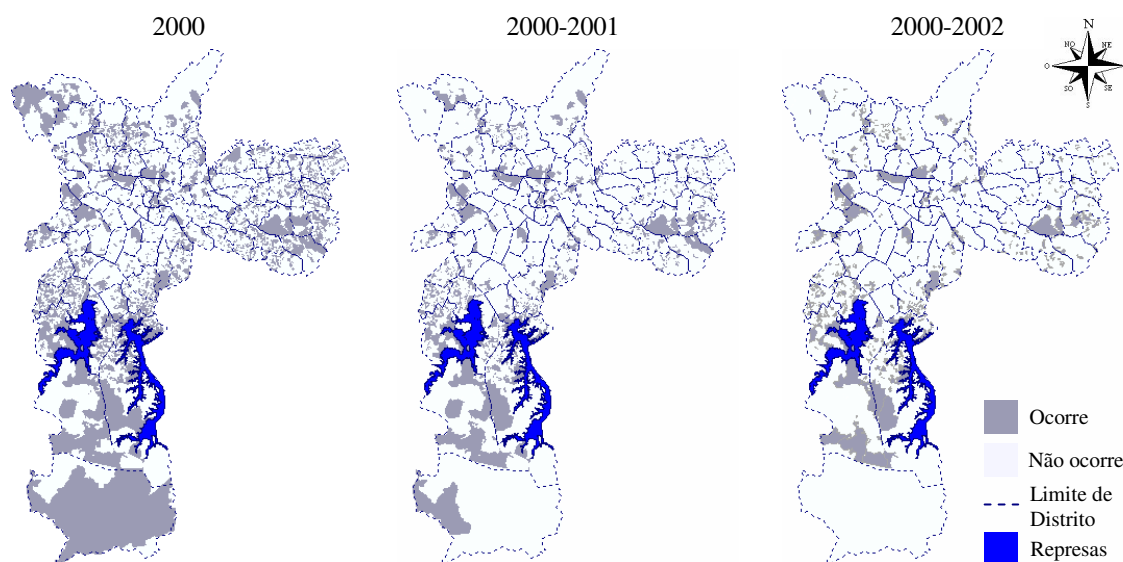 2000
2000-2001
2000-2002
N
NO
NE
O
SO
SE
S
Ocorre
Não ocorre
Limite de
Distrito
Represas